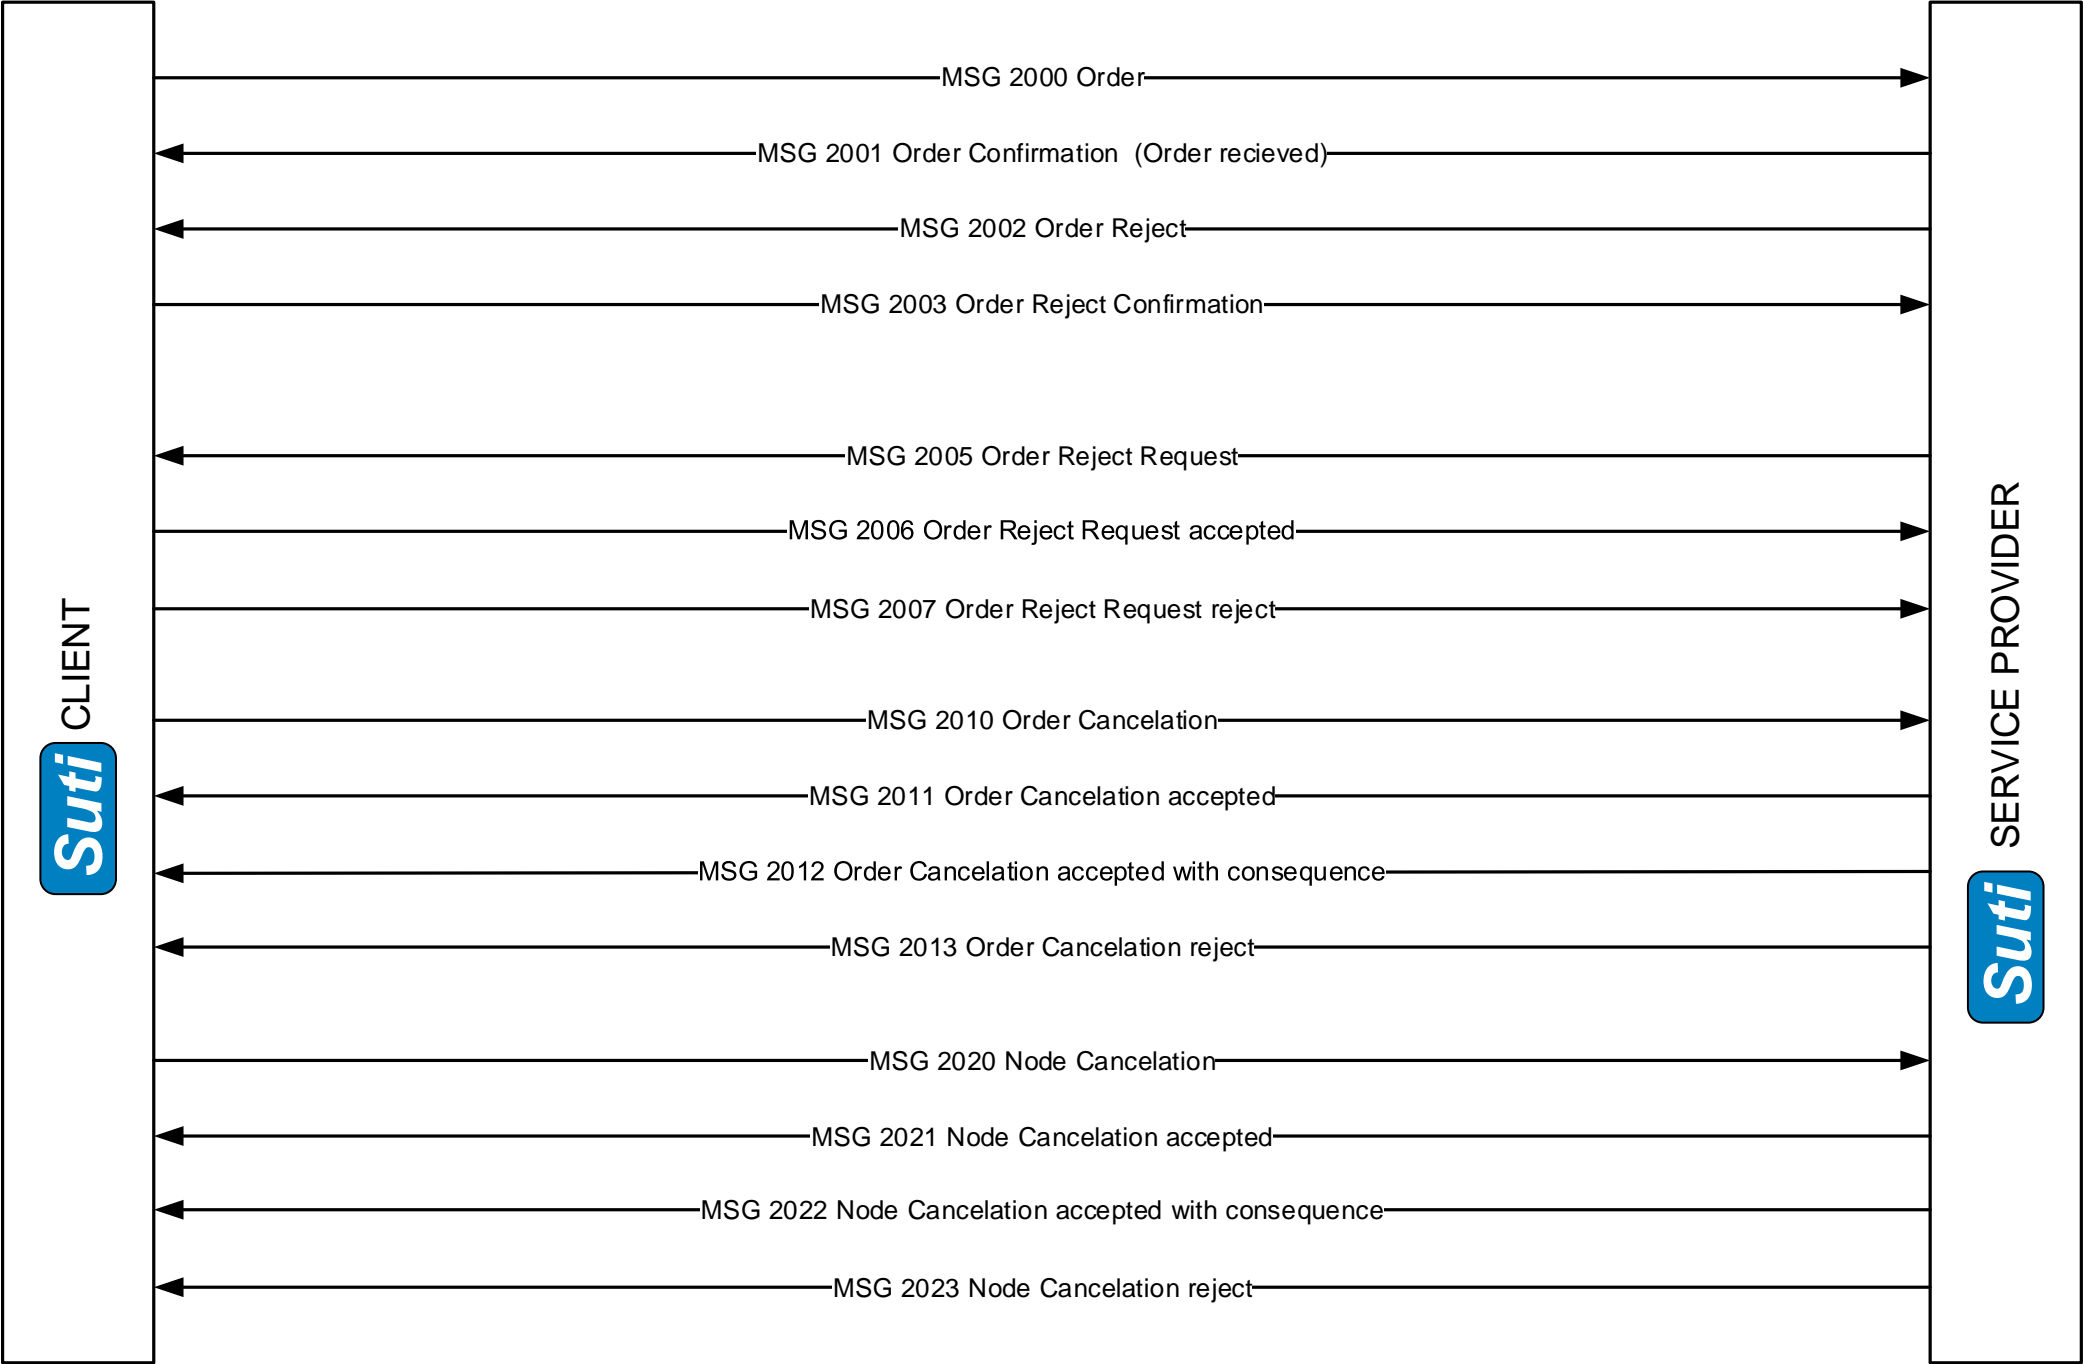 MSG 2000 Order
MSG 2001 Order Confirmation  (Order recieved)
MSG 2002 Order Reject
MSG 2003 Order Reject Confirmation
MSG 2005 Order Reject Request
MSG 2006 Order Reject Request accepted
MSG 2007 Order Reject Request reject
MSG 2010 Order Cancelation
MSG 2011 Order Cancelation accepted
MSG 2012 Order Cancelation accepted with consequence
MSG 2013 Order Cancelation reject
MSG 2020 Node Cancelation
MSG 2021 Node Cancelation accepted
MSG 2022 Node Cancelation accepted with consequence
MSG 2023 Node Cancelation reject
Suti CLIENT
Suti SERVICE PROVIDER